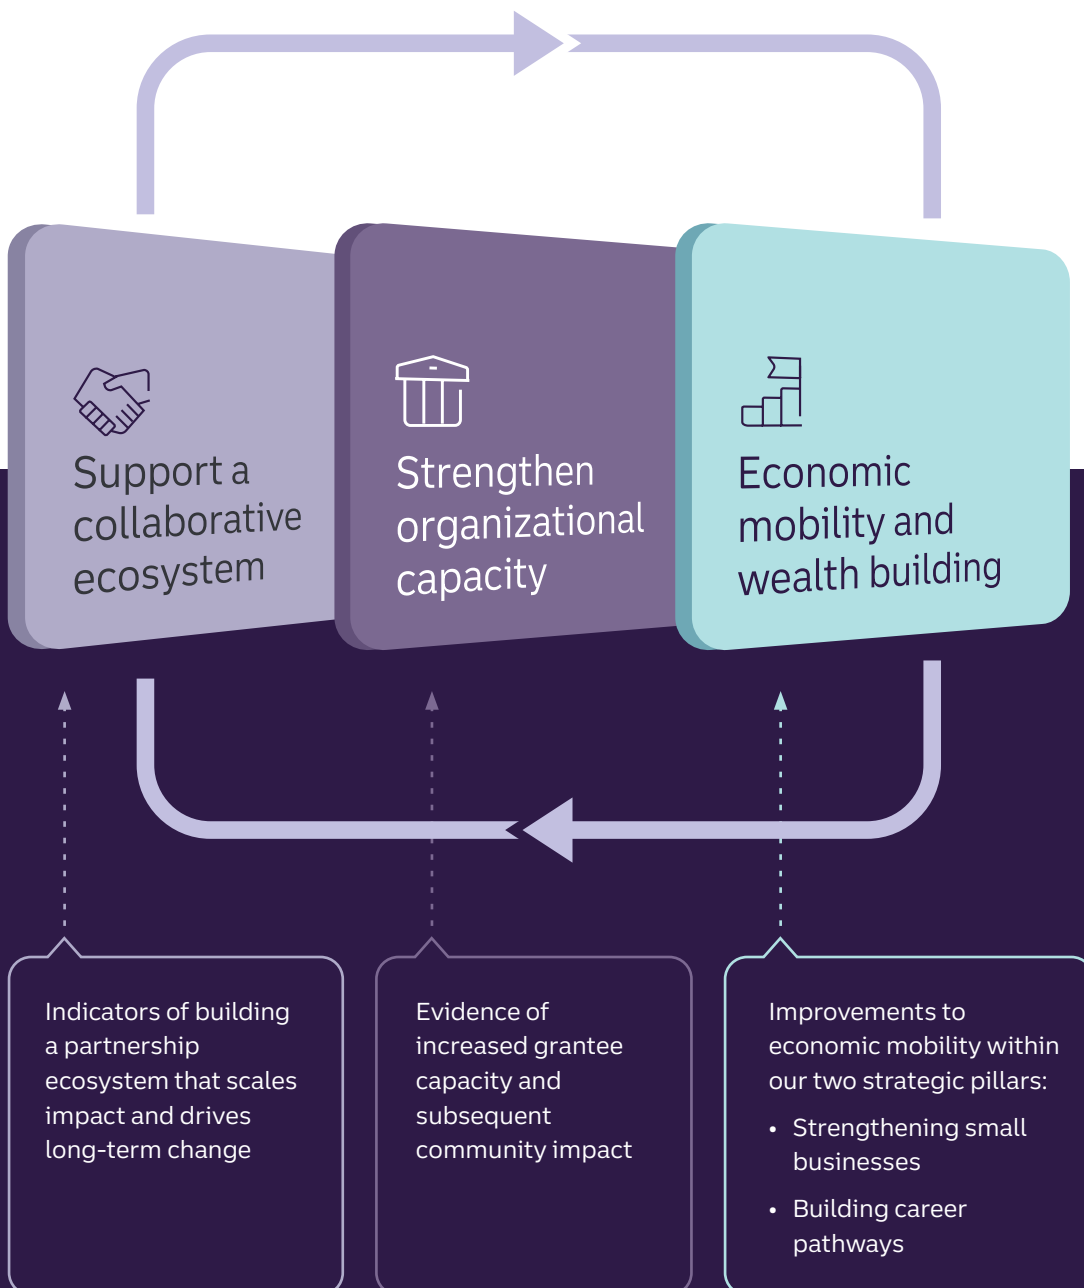 Support a
collaborative
ecosystem
Strengthen
organizational
capacity
Economic
mobility and
wealth building
Indicators of building
a partnership
ecosystem that scales
impact and drives
long-term change
Evidence of
increased grantee
capacity and
subsequent
community impact
Improvements to
economic mobility within
our two strategic pillars:
• Strengthening small
businesses
• Building career
pathways